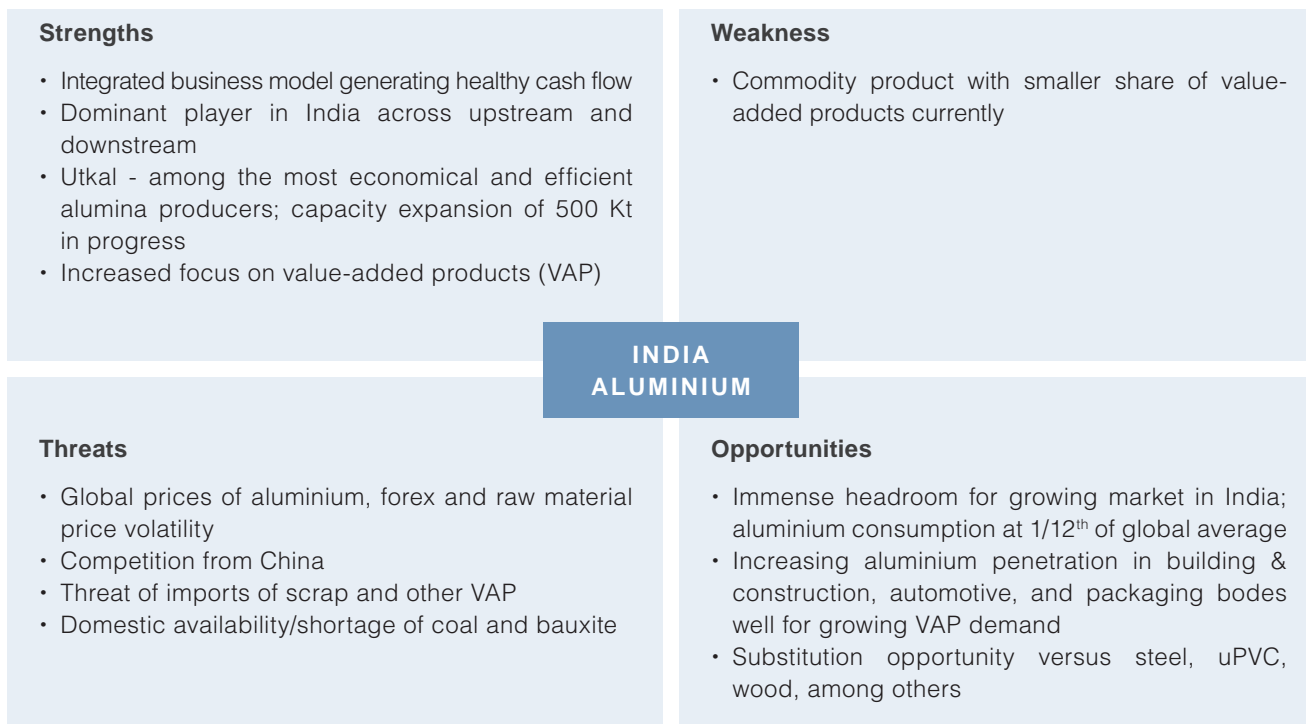 Strengths
• Integrated business model generating healthy cash flow
• Dominant player in India across upstream and
downstream
• Utkal - among the most economical and efficient
alumina producers; capacity expansion of 500 Kt
in progress
• Increased focus on value-added products (VAP)
Weakness
• Commodity product with smaller share of value-
added products currently
INDIA
ALUMINIUM
Threats
• Global prices of aluminium, forex and raw material
price volatility
• Competition from China
• Threat of imports of scrap and other VAP
• Domestic availability/shortage of coal and bauxite
Opportunities
• Immense headroom for growing market in India;
aluminium consumption at 1/12th of global average
• Increasing aluminium penetration in building &
construction, automotive, and packaging bodes
well for growing VAP demand
• Substitution opportunity versus steel, uPVC,
wood, among others